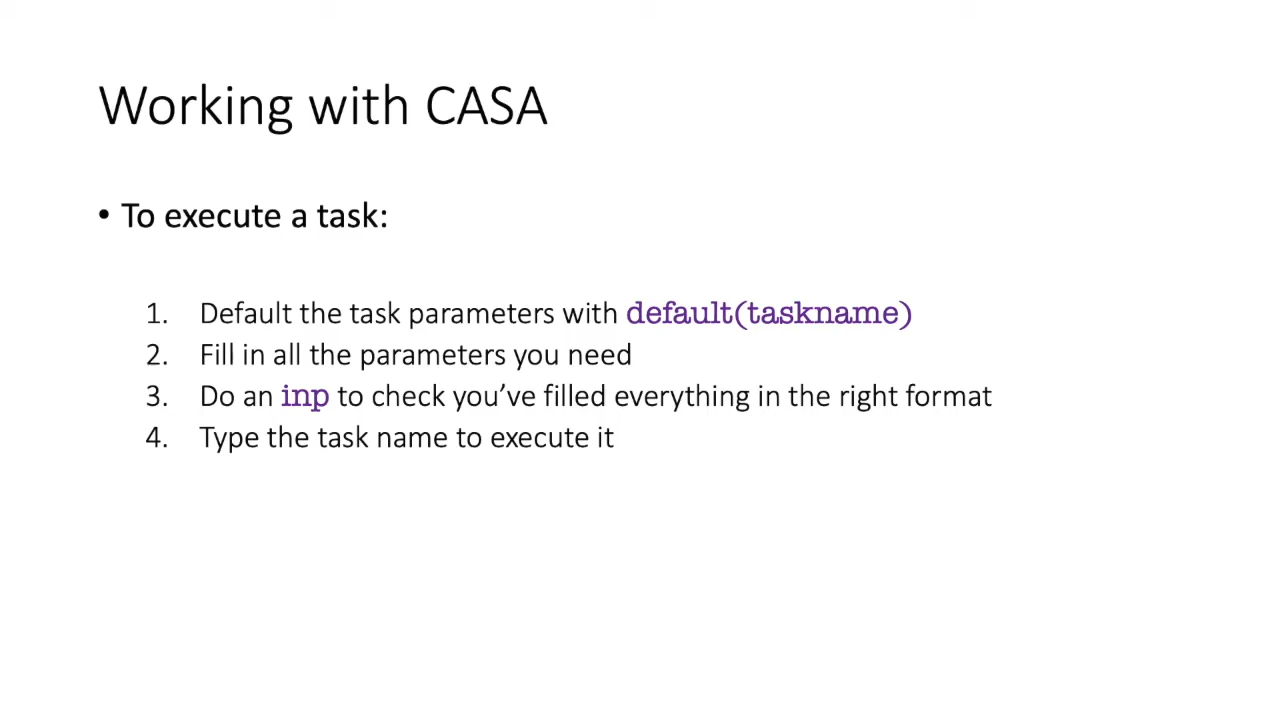 Working with CASA
• To execute a task:
1. Default the task parameters with default(taskname)
2. Fill in all the parameters you need
3. Do an inp to check you’ve filled everything in the right format
4. Type the task name to execute it